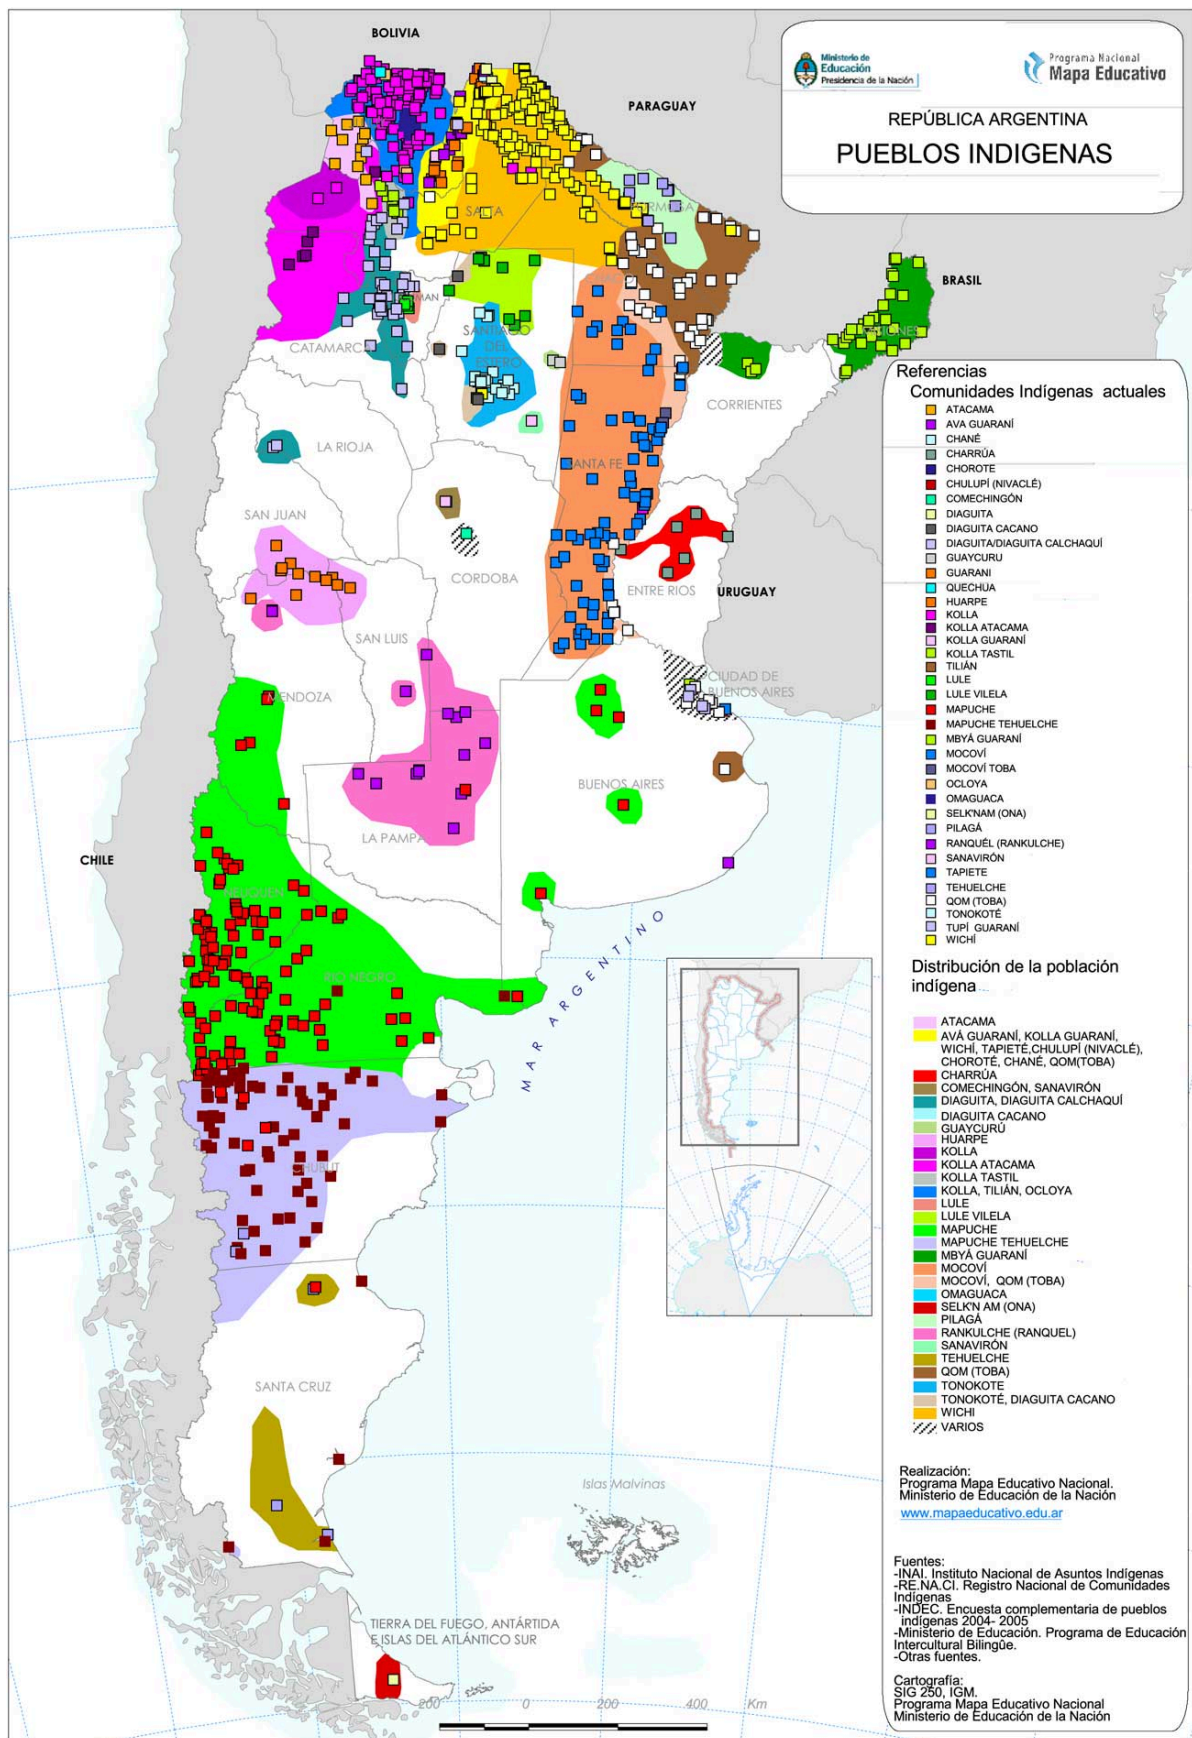 Ministerio de
Educación
Presidencia de la Nación
Programa Nacional
Mapa Educativo
REPÚBLICA ARGENTINA
PUEBLOS INDIGENAS
BOLIVIA
PARAGUAY
BRASIL
URUGUAY
CHILE
SALTA
CATAMARCA
SANTIAGO
DEL
ESTERO
LA RIOJA
CORRIENTES
SANTA FE
SAN JUAN
CORDOBA
ENTRE RIOS
SAN LUIS
MENDOZA
CIUDAD DE
BUENOS AIRES
BUENOS AIRES
LA PAMPA
NEUQUEN
RIO NEGRO
CHUBUT
SANTA CRUZ
MAR ARGENTINO
Islas Malvinas
TIERRA DEL FUEGO, ANTÁRTIDA
E ISLAS DEL ATLÁNTICO SUR
200 0 200 400 Km
Referencias
Comunidades Indígenas actuales
ATACAMA
AVA GUARANÍ
CHANÉ
CHARRÚA
CHOROTE
CHULUPÍ (NIVACLÉ)
COMECHINGÓN
DIAGUITA
DIAGUITA CACANO
DIAGUITA/DIAGUITA CALCHAQUÍ
GUAYCURU
GUARANI
QUECHUA
HUARPE
KOLLA
KOLLA ATACAMA
KOLLA GUARANÍ
KOLLA TASTIL
TILIÁN
LULE
LULE VILELA
MAPUCHE
MAPUCHE TEHUELCHE
MBYÁ GUARANÍ
MOCOVÍ
MOCOVÍ TOBA
OCLOYA
OMAGUACA
SELK'NAM (ONA)
PILAGÁ
RANQUÉL (RANKULCHE)
SANAVIRÓN
TAPIETE
TEHUELCHE
QOM (TOBA)
TONOKOTÉ
TUPÍ GUARANÍ
WICHÍ
Distribución de la población
indígena
ATACAMA
AVÁ GUARANÍ, KOLLA GUARANÍ,
WICHÍ, TAPIETÉ,CHULUPÍ (NIVACLÉ),
CHOROTÉ, CHANÉ, QOM(TOBA)
CHARRÚA
COMECHINGÓN, SANAVIRÓN
DIAGUITA, DIAGUITA CALCHAQUÍ
DIAGUITA CACANO
GUAYCURÚ
HUARPE
KOLLA
KOLLA ATACAMA
KOLLA TASTIL
KOLLA, TILIÁN, OCLOYA
LULE
LULE VILELA
MAPUCHE
MAPUCHE TEHUELCHE
MBYÁ GUARANÍ
MOCOVÍ
MOCOVÍ, QOM (TOBA)
OMAGUACA
SELK'N AM (ONA)
PILAGÁ
RANKULCHE (RANQUEL)
SANAVIRÓN
TEHUELCHE
QOM (TOBA)
TONOKOTE
TONOKOTÉ, DIAGUITA CACANO
WICHI
VARIOS
Realización:
Programa Mapa Educativo Nacional.
Ministerio de Educación de la Nación
www.mapaeducativo.edu.ar
Fuentes:
-INAI. Instituto Nacional de Asuntos Indígenas
-RE.NA.CI. Registro Nacional de Comunidades
Indígenas
-INDEC. Encuesta complementaria de pueblos
indígenas 2004- 2005
-Ministerio de Educación. Programa de Educación
Intercultural Bilingûe.
-Otras fuentes.
Cartografía:
SIG 250, IGM.
Programa Mapa Educativo Nacional
Ministerio de Educación de la Nación